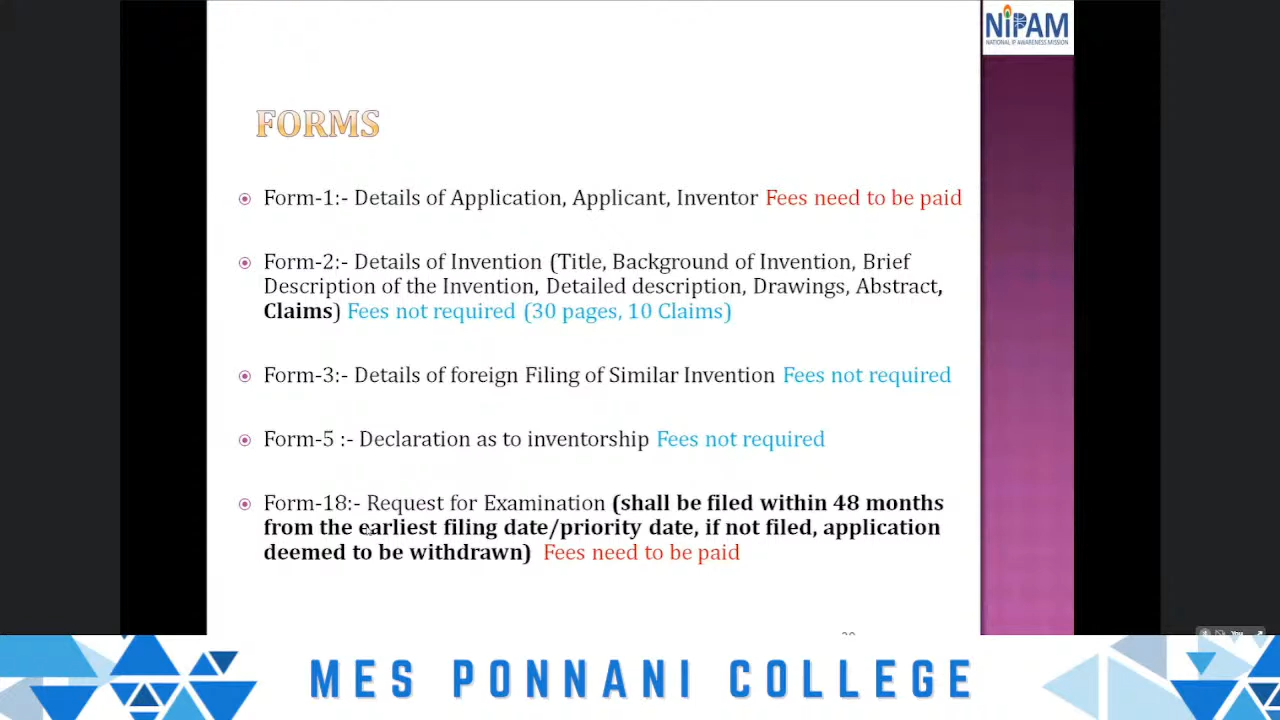 NIPAM
NATIONAL IP AWARENESS MISSION
FORMS
Form-1:- Details of Application, Applicant, Inventor Fees need to be paid
Form-2:- Details of Invention (Title, Background of Invention, Brief
Description of the Invention, Detailed description, Drawings, Abstract,
Claims) Fees not required (30 pages, 10 Claims)
Form-3:- Details of foreign Filing of Similar Invention Fees not required
Form-5 :- Declaration as to inventorship Fees not required
Form-18:- Request for Examination (shall be filed within 48 months
from the earliest filing date/priority date, if not filed, application
deemed to be withdrawn) Fees need to be paid
You
MES PONNANI COLLEGE